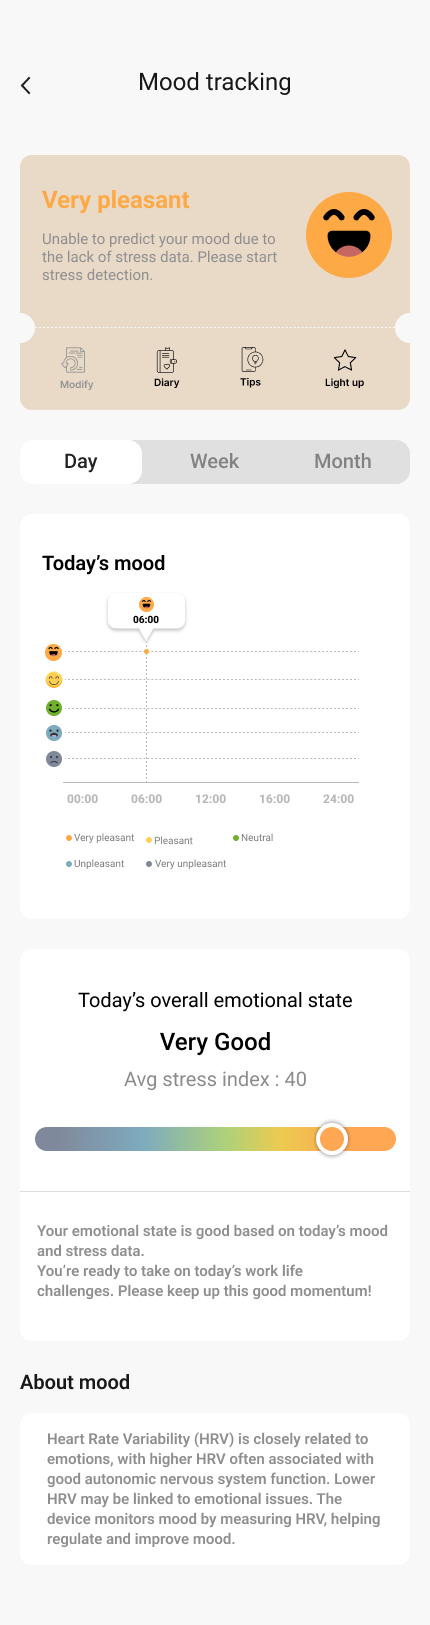 Mood tracking
Very pleasant
Unable to predict your mood due to
the lack of stress data. Please start
stress detection.
Modify
Diary
Tips
Light up
Day
Week
Month
Today’s mood
06:00
00:00
06:00
12:00
16:00
24:00
Very pleasant
Pleasant
Neutral
Unpleasant
Very unpleasant
Today’s overall emotional state
Very Good
Avg stress index : 40
Your emotional state is good based on today’s mood
and stress data.
You’re ready to take on today’s work life
challenges. Please keep up this good momentum!
About mood
Heart Rate Variability (HRV) is closely related to
emotions, with higher HRV often associated with
good autonomic nervous system function. Lower
HRV may be linked to emotional issues. The
device monitors mood by measuring HRV, helping
regulate and improve mood.